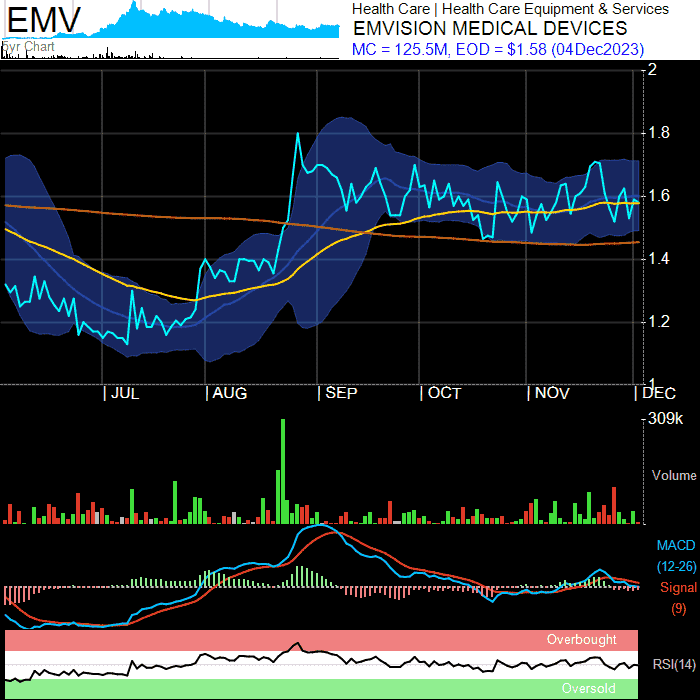 EMV
5yr Chart
Health Care | Health Care Equipment & Services
EMVISION MEDICAL DEVICES
MC = 125.5M, EOD = $1.58 (04Dec2023)
2
1.8
1.6
1.4
1.2
1
| JUL | AUG | SEP | OCT | NOV | DEC
309k
Volume
MACD
(12-26)
Signal
(9)
Overbought
RSI(14)
Oversold